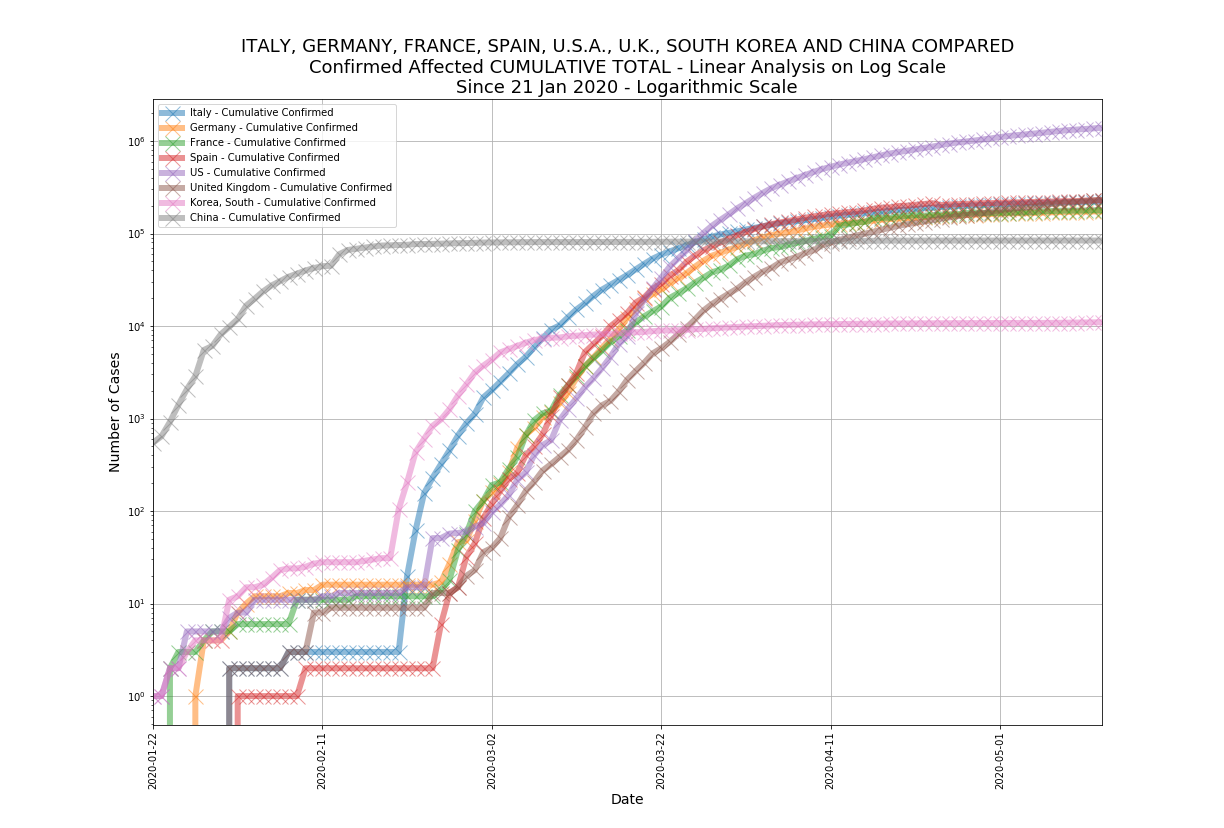 ITALY, GERMANY, FRANCE, SPAIN, U.S.A., U.K., SOUTH KOREA AND CHINA COMPARED
Confirmed Affected CUMULATIVE TOTAL - Linear Analysis on Log Scale
Since 21 Jan 2020 - Logarithmic Scale
Italy - Cumulative Confirmed
Germany - Cumulative Confirmed
France - Cumulative Confirmed
Spain - Cumulative Confirmed
US - Cumulative Confirmed
United Kingdom - Cumulative Confirmed
Korea, South - Cumulative Confirmed
China - Cumulative Confirmed
Number of Cases
10⁶
10⁵
10⁴
10³
10²
10¹
10⁰
2020-01-22
2020-02-11
2020-03-02
2020-03-22
2020-04-11
2020-05-01
Date